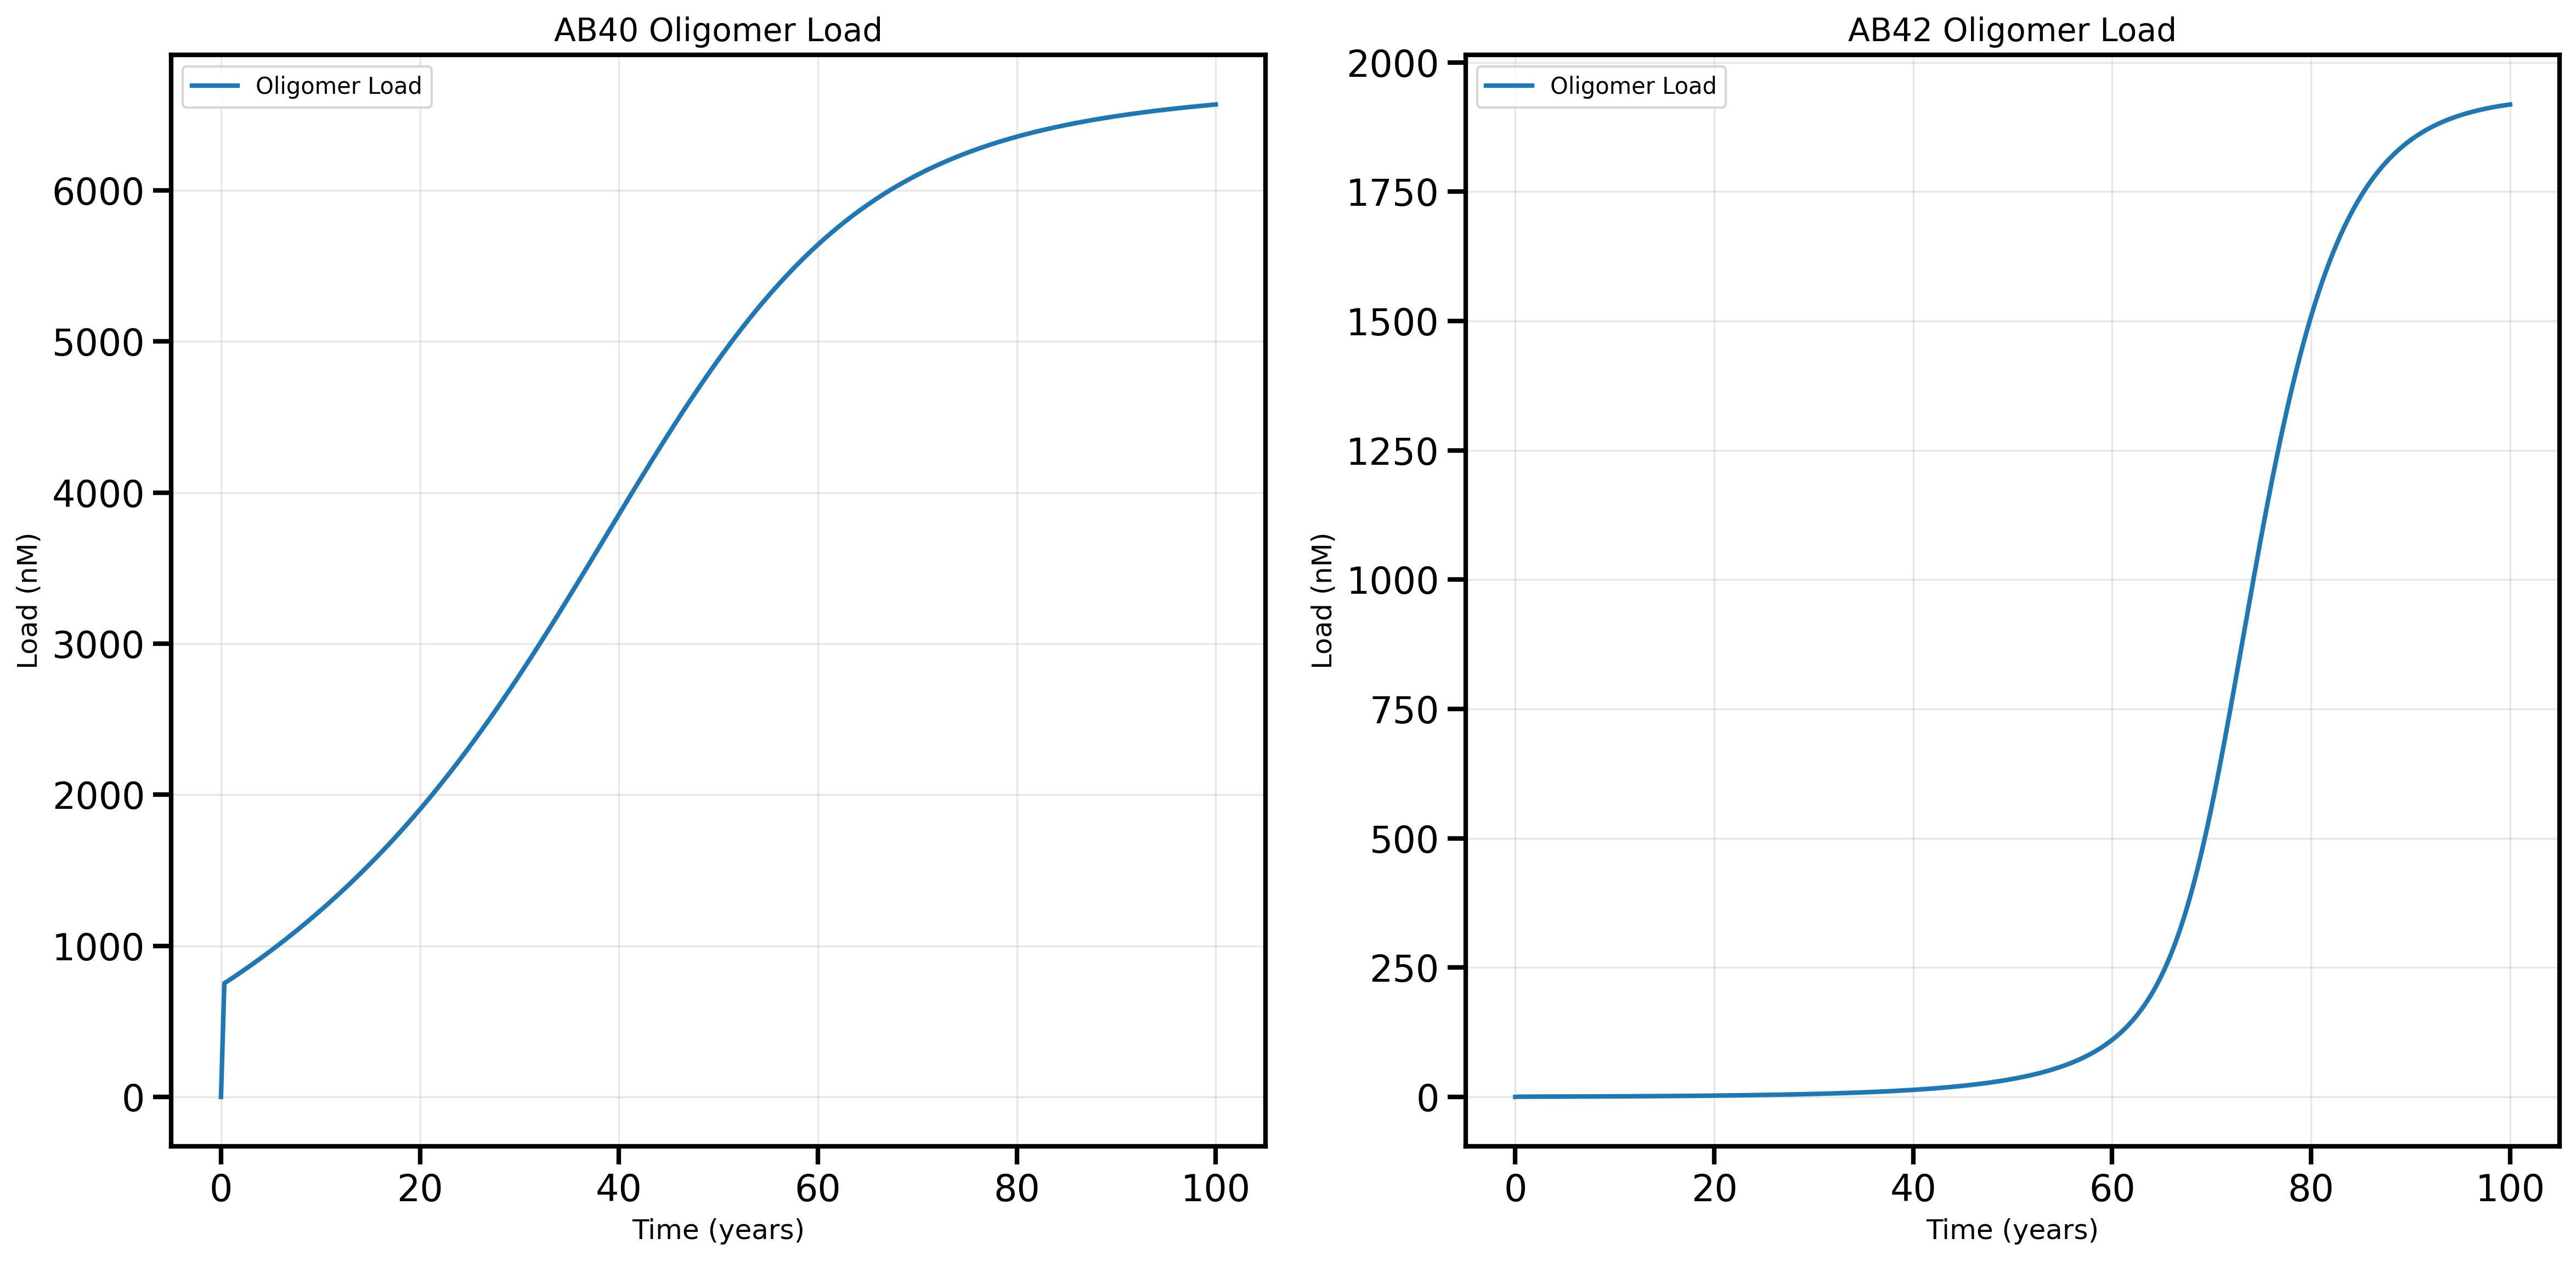 AB40 Oligomer Load
Oligomer Load
6000
5000
4000
3000
2000
1000
0
Load (nM)
0 20 40 60 80 100
Time (years)
AB42 Oligomer Load
Oligomer Load
2000
1750
1500
1250
1000
750
500
250
0
Load (nM)
0 20 40 60 80 100
Time (years)